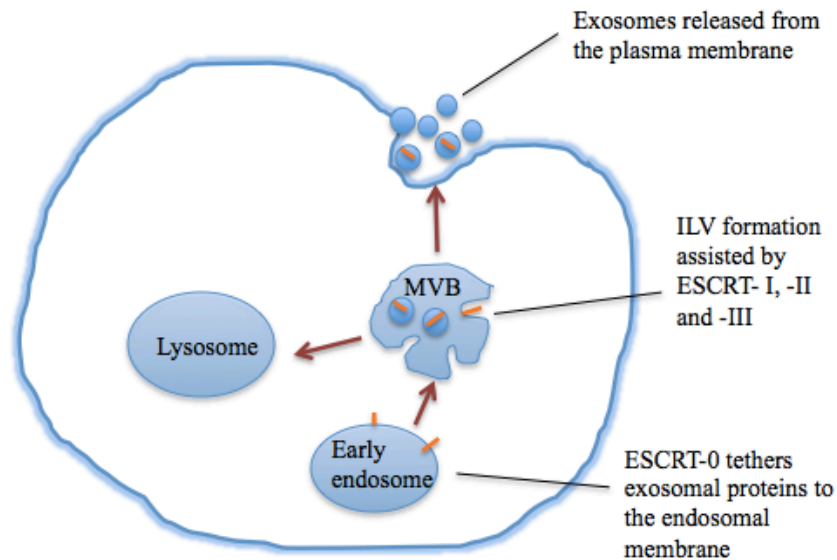 Exosomes released from
the plasma membrane
ILV formation
assisted by
ESCRT- I, -II
and -III
MVB
Lysosome
Early
endosome
ESCRT-0 tethers
exosomal proteins to
the endosomal
membrane